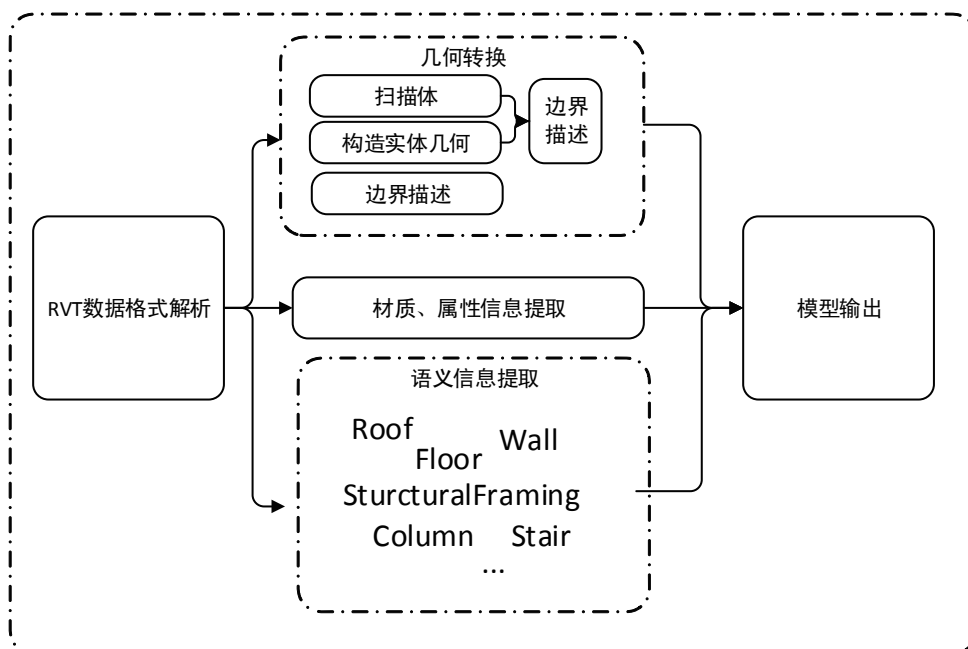 几何转换
扫描体
构造实体几何
边界
描述
边界描述
RVT数据格式解析
材质、属性信息提取
模型输出
语义信息提取
Roof
Wall
Floor
SturcturalFraming
Column
Stair
...